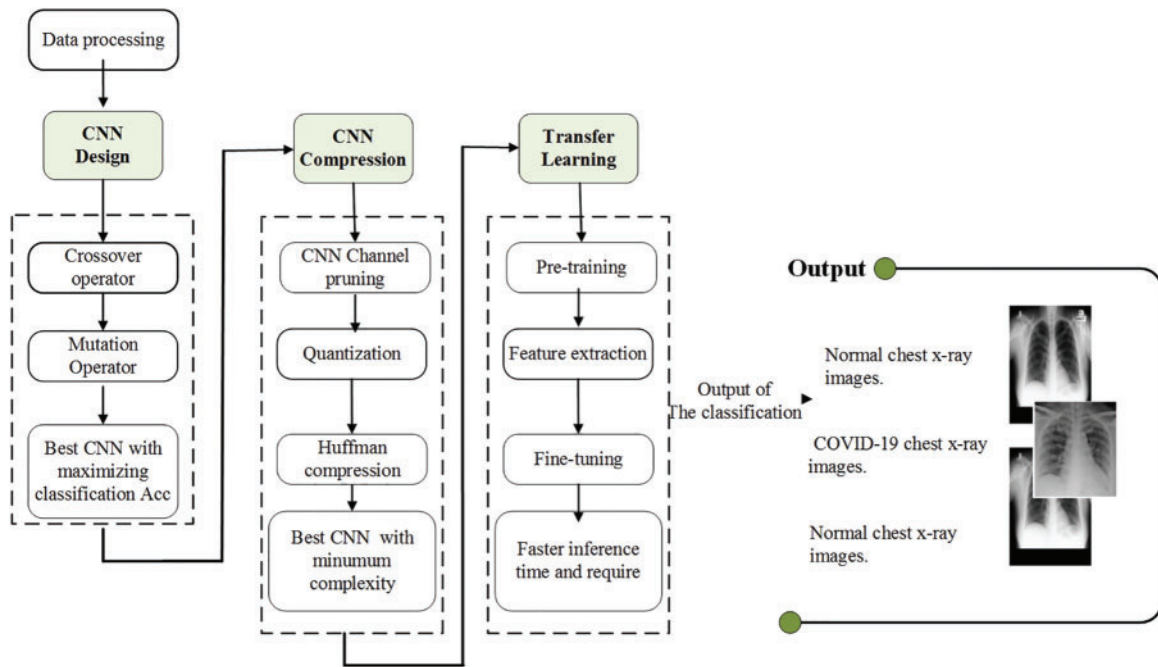 Data processing
CNN
Design
Crossover
operator
Mutation
Operator
Best CNN with
maximizing
classification Acc
CNN
Compression
CNN Channel
pruning
Quantization
Huffman
compression
Best CNN with
minumum
complexity
Transfer
Learning
Pre-training
Feature extraction
Fine-tuning
Faster inference
time and require
Output of
The classification
Output
Normal chest x-ray
images.
COVID-19 chest x-ray
images.
Normal chest x-ray
images.